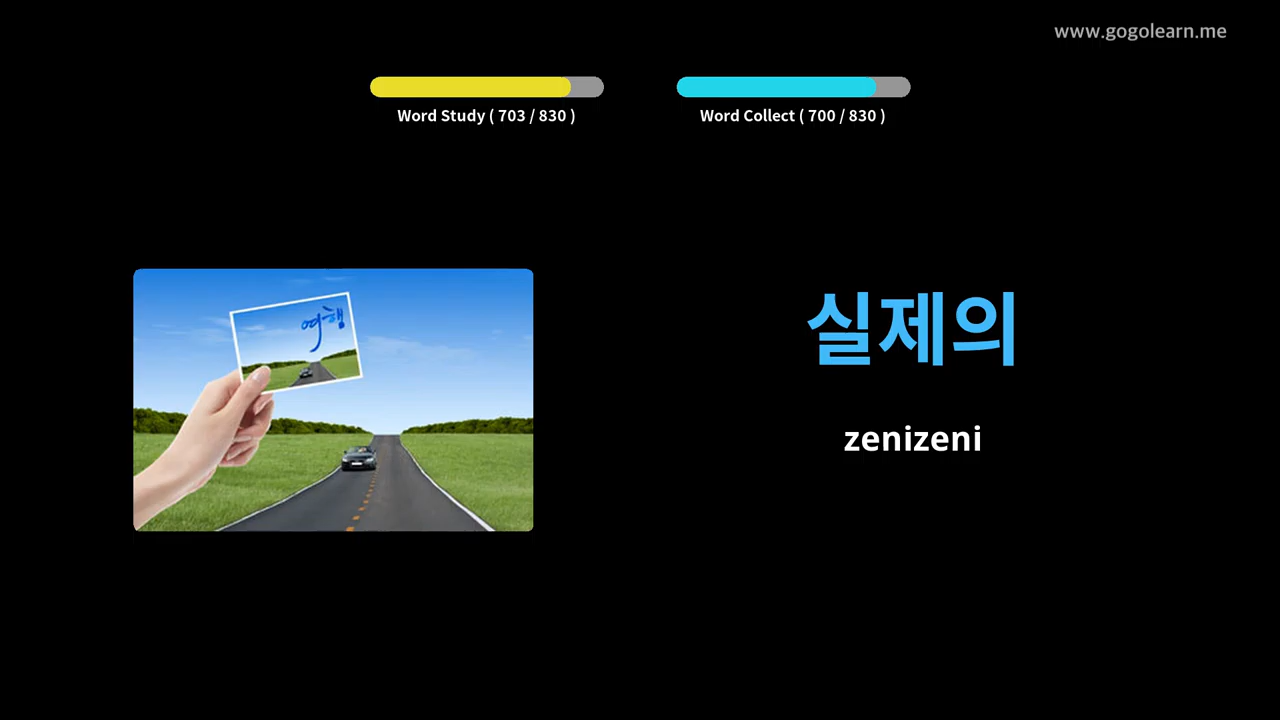 www.gogolearn.me
Word Study ( 703 / 830 )
Word Collect ( 700 / 830 )
여행
실제의
zenizeni